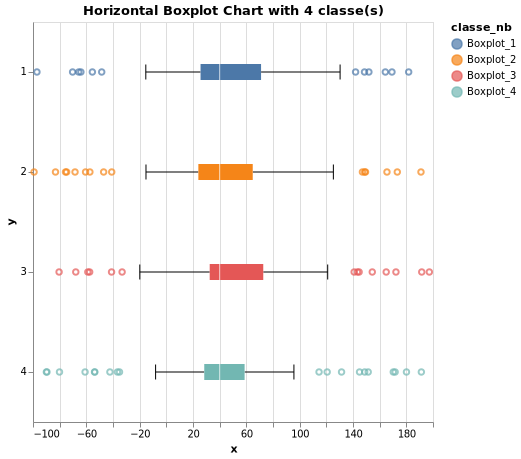 Horizontal Boxplot Chart with 4 classe(s)
classe_nb
Boxplot_1
Boxplot_2
Boxplot_3
Boxplot_4
1
2
3
4
y
−100 −60 −20 20 60 100 140 180
x